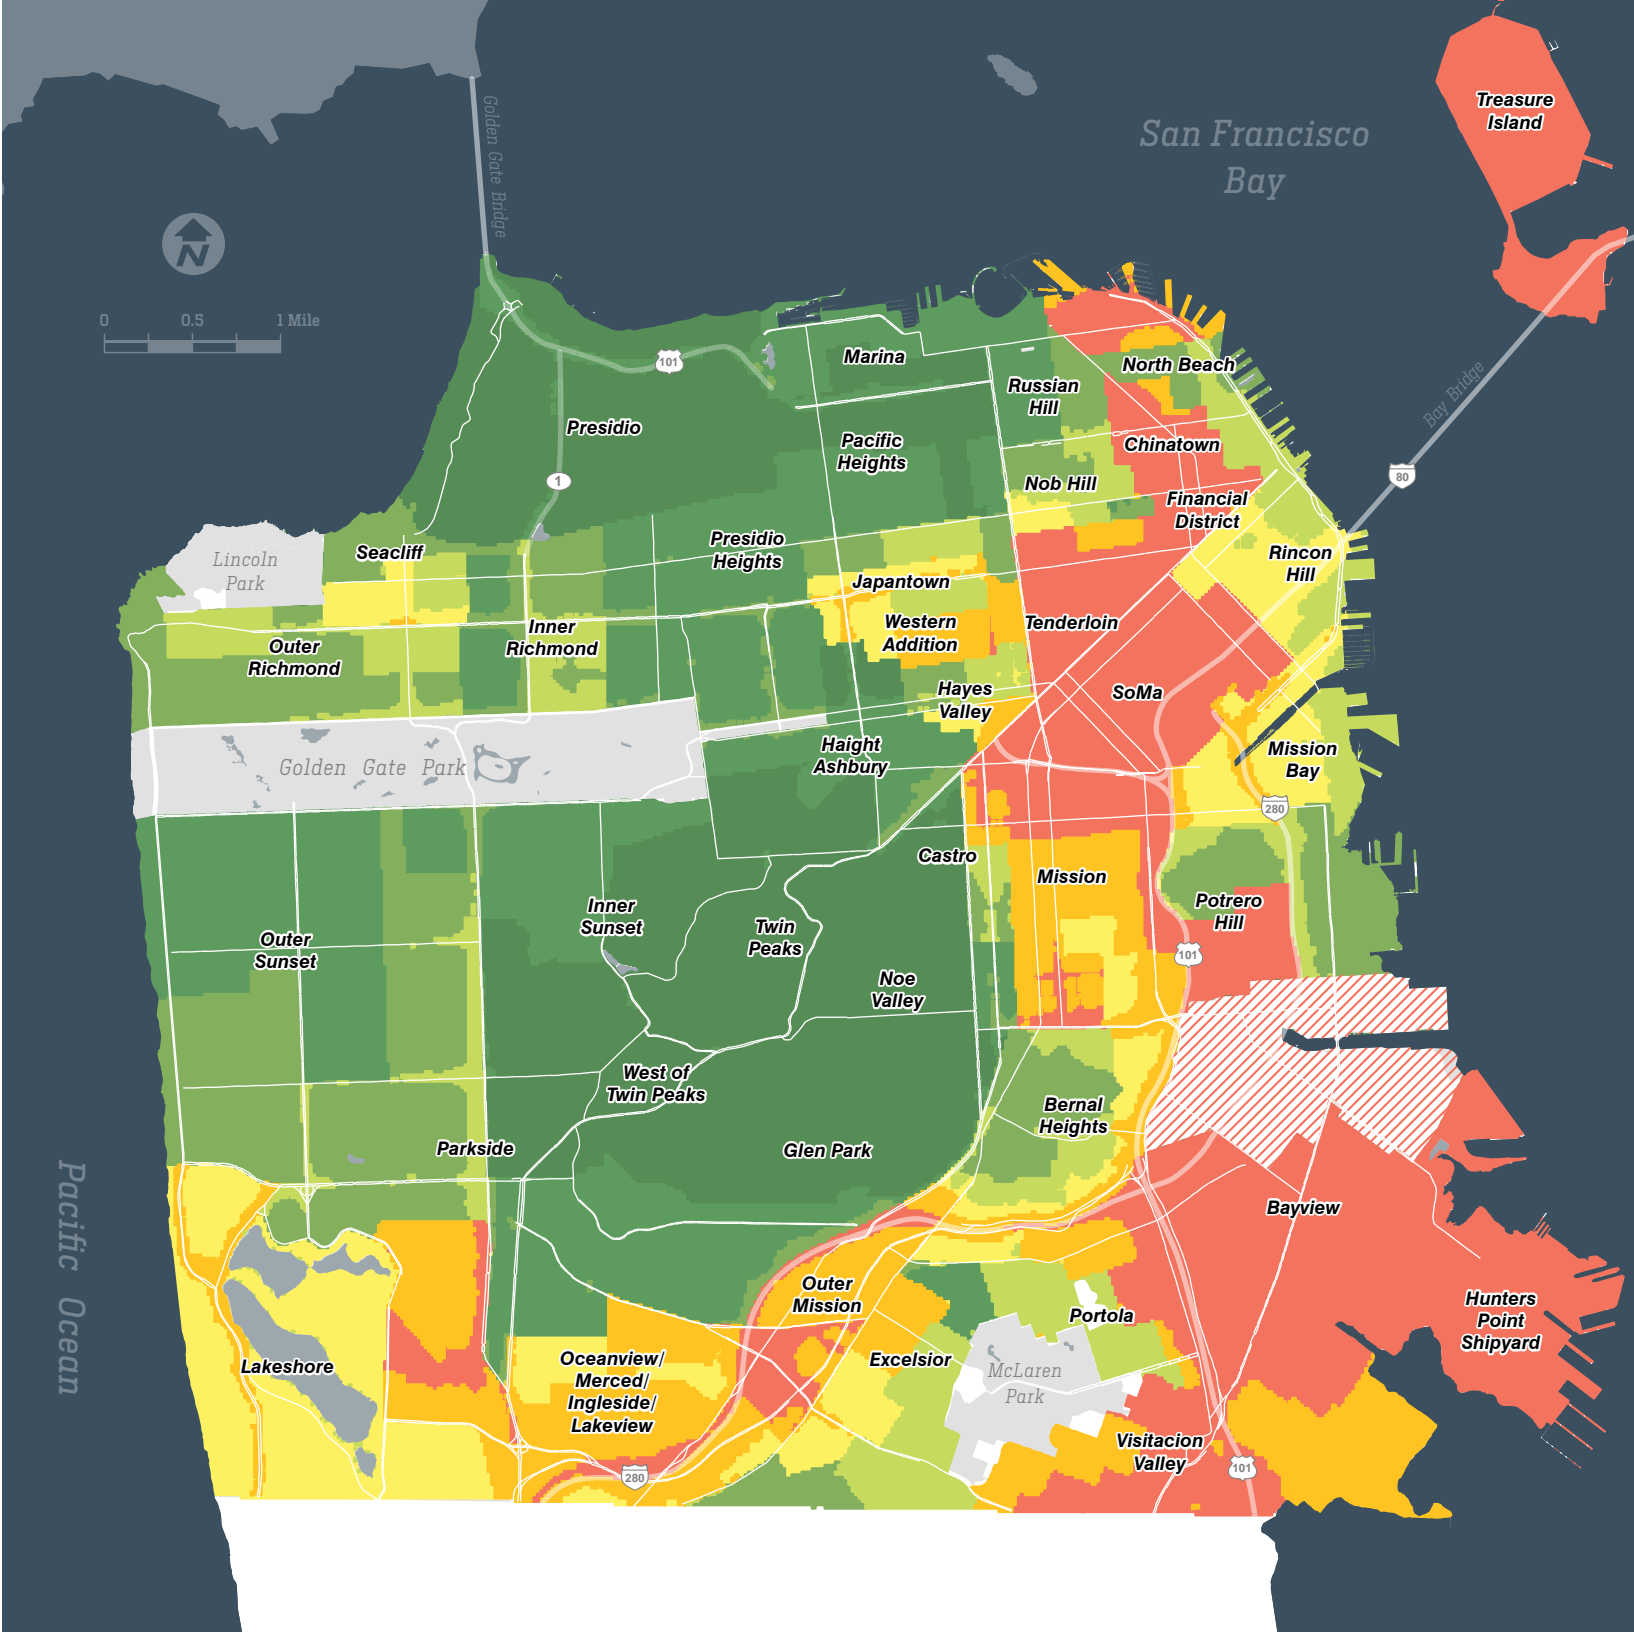 Treasure
Island
San Francisco
Bay
Golden Gate Bridge
N
0 0.5 1 Mile
101
Marina
North Beach
Russian
Hill
Bay Bridge
Presidio
Pacific
Heights
Chinatown
80
1
Nob Hill
Financial
District
Seacliff
Lincoln
Park
Presidio
Heights
Rincon
Hill
Japantown
Western
Addition
Tenderloin
Inner
Richmond
Outer
Richmond
Hayes
Valley
SoMa
Haight
Ashbury
Mission
Bay
Golden Gate Park
280
Castro
Mission
Potrero
Hill
Inner
Sunset
Twin
Peaks
Outer
Sunset
101
Noe
Valley
West of
Twin Peaks
Bernal
Heights
Parkside
Glen Park
Pacific Ocean
Bayview
Outer
Mission
Portola
Hunters
Point
Shipyard
Lakeshore
Oceanview/
Merced/
Ingleside/
Lakeview
Excelsior
McLaren
Park
Visitacion
Valley
280
101